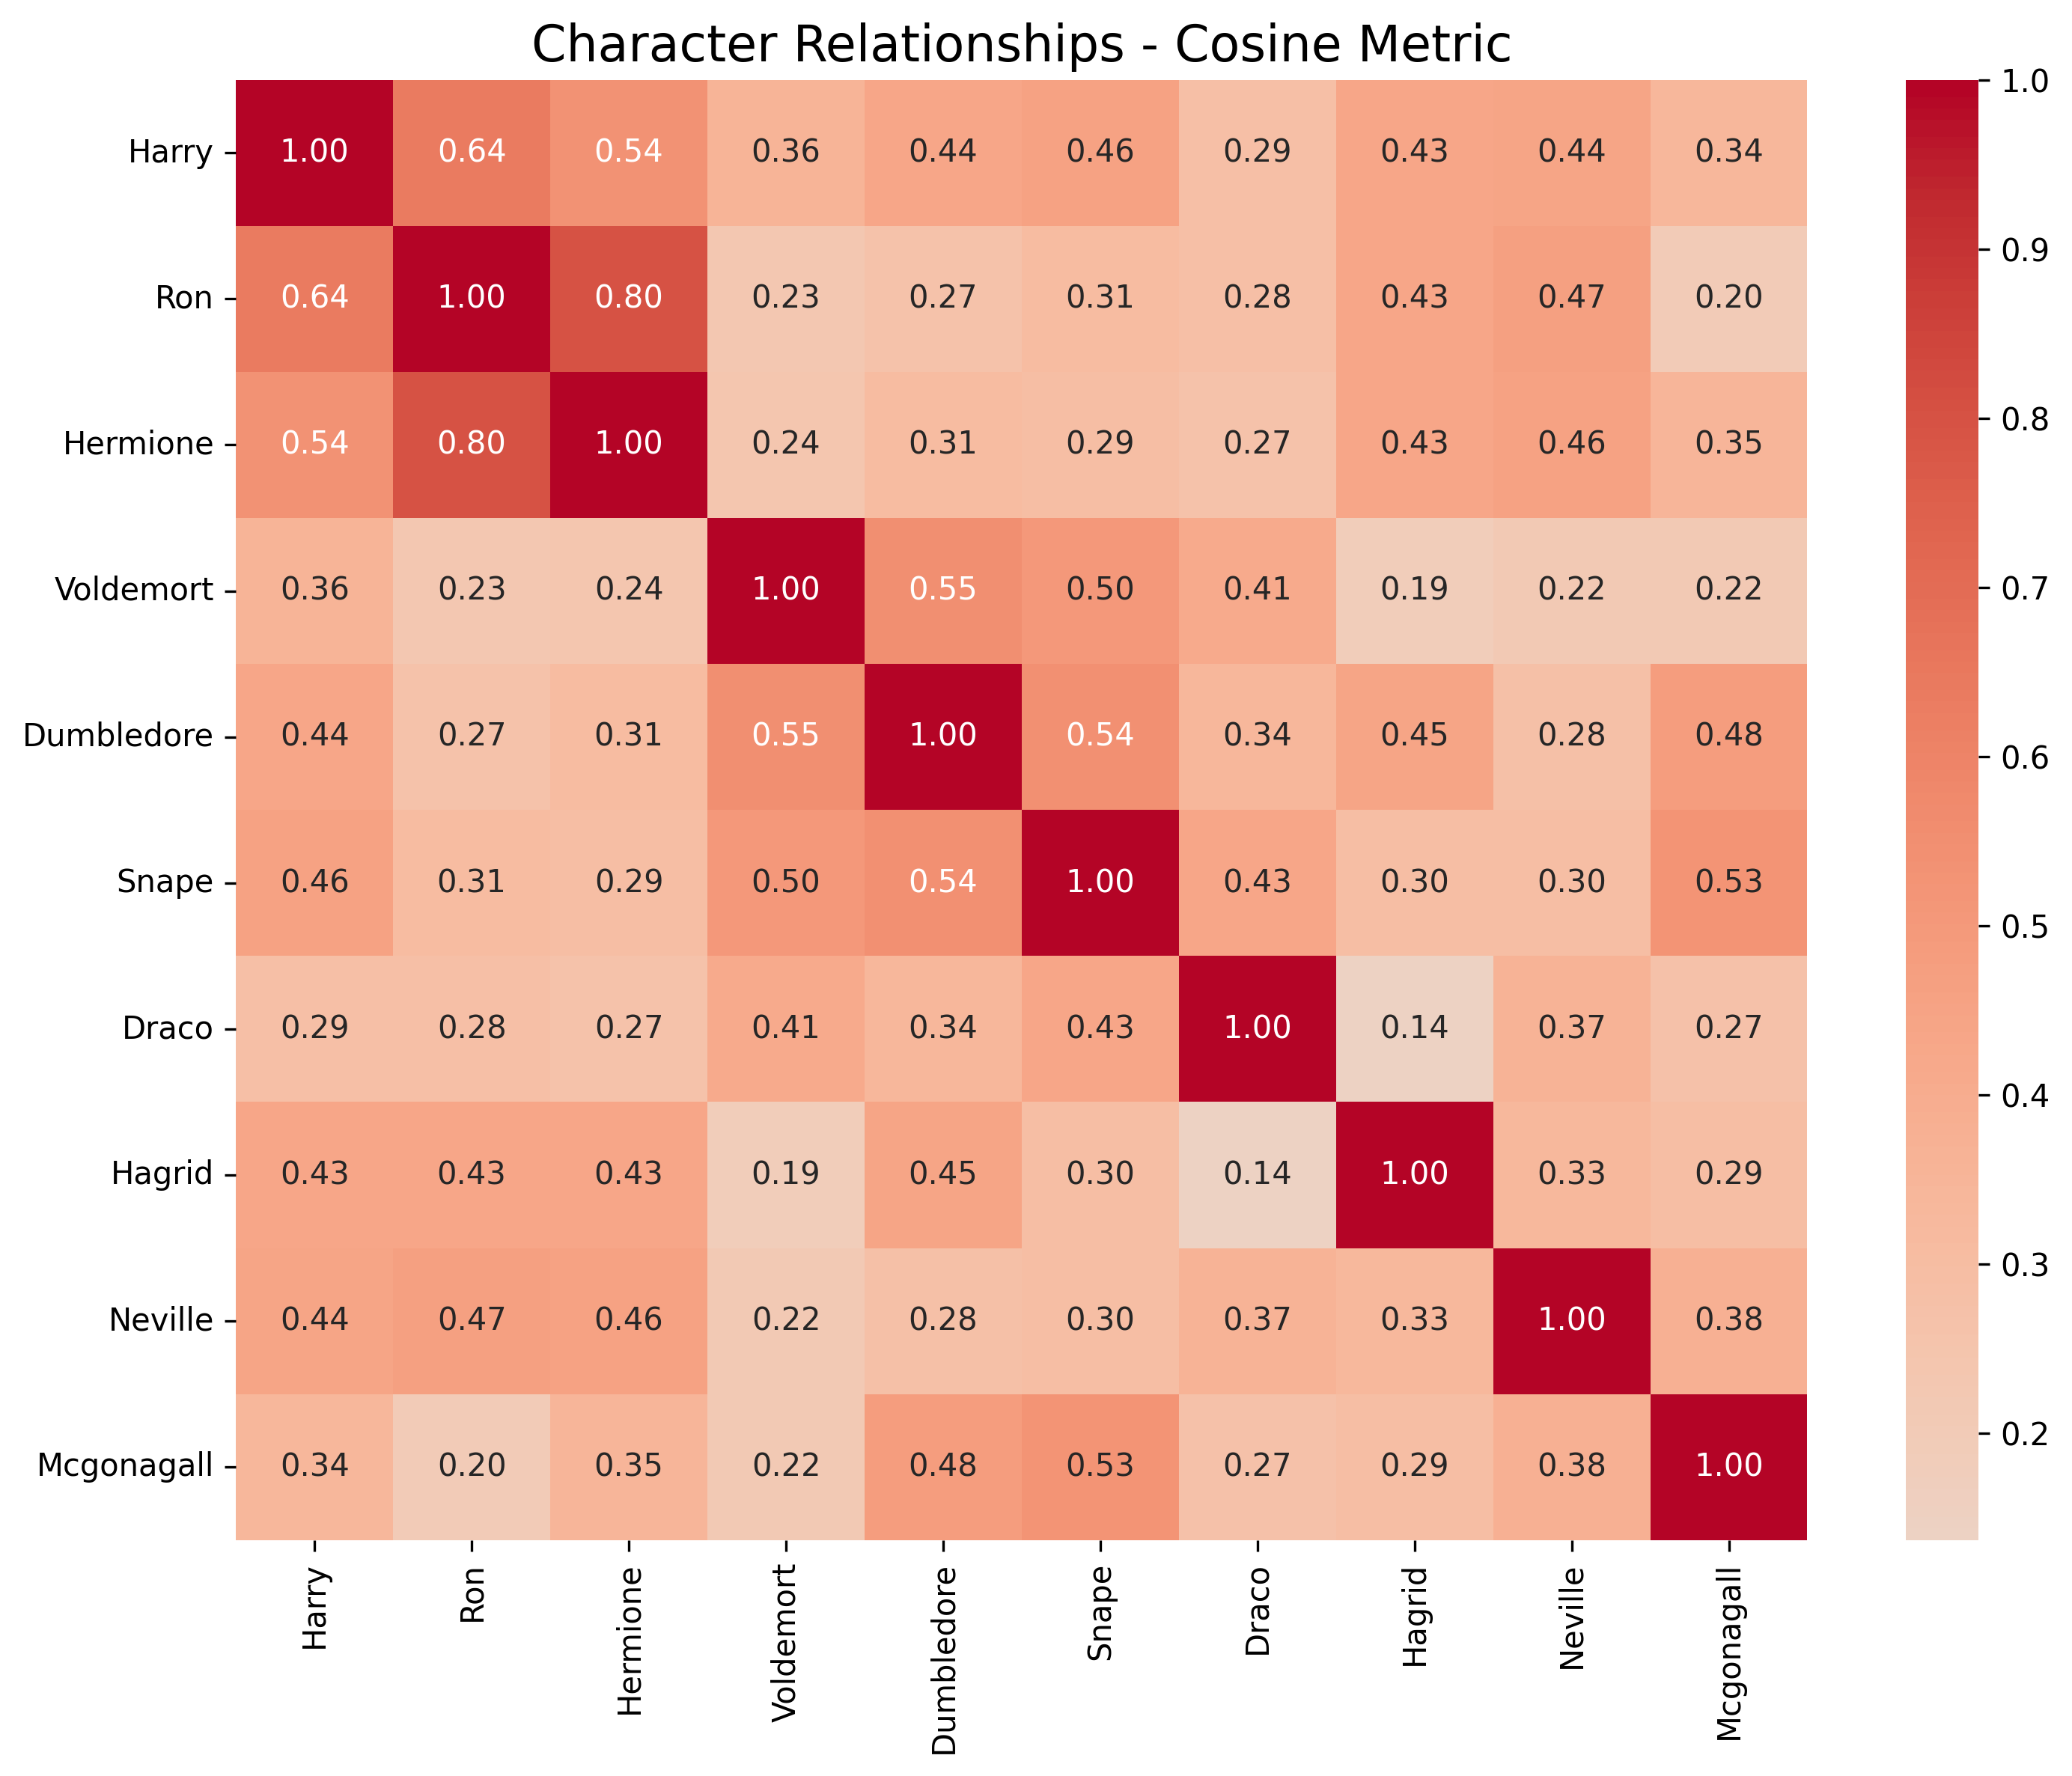 Character Relationships - Cosine Metric
Harry 1.00 0.64 0.54 0.36 0.44 0.46 0.29 0.43 0.44 0.34
Ron 0.64 1.00 0.80 0.23 0.27 0.31 0.28 0.43 0.47 0.20
Hermione 0.54 0.80 1.00 0.24 0.31 0.29 0.27 0.43 0.46 0.35
Voldemort 0.36 0.23 0.24 1.00 0.55 0.50 0.41 0.19 0.22 0.22
Dumbledore 0.44 0.27 0.31 0.55 1.00 0.54 0.34 0.45 0.28 0.48
Snape 0.46 0.31 0.29 0.50 0.54 1.00 0.43 0.30 0.30 0.53
Draco 0.29 0.28 0.27 0.41 0.34 0.43 1.00 0.14 0.37 0.27
Hagrid 0.43 0.43 0.43 0.19 0.45 0.30 0.14 1.00 0.33 0.29
Neville 0.44 0.47 0.46 0.22 0.28 0.30 0.37 0.33 1.00 0.38
Mcgonagall 0.34 0.20 0.35 0.22 0.48 0.53 0.27 0.29 0.38 1.00
Harry Ron Hermione Voldemort Dumbledore Snape Draco Hagrid Neville Mcgonagall
1.0
0.9
0.8
0.7
0.6
0.5
0.4
0.3
0.2